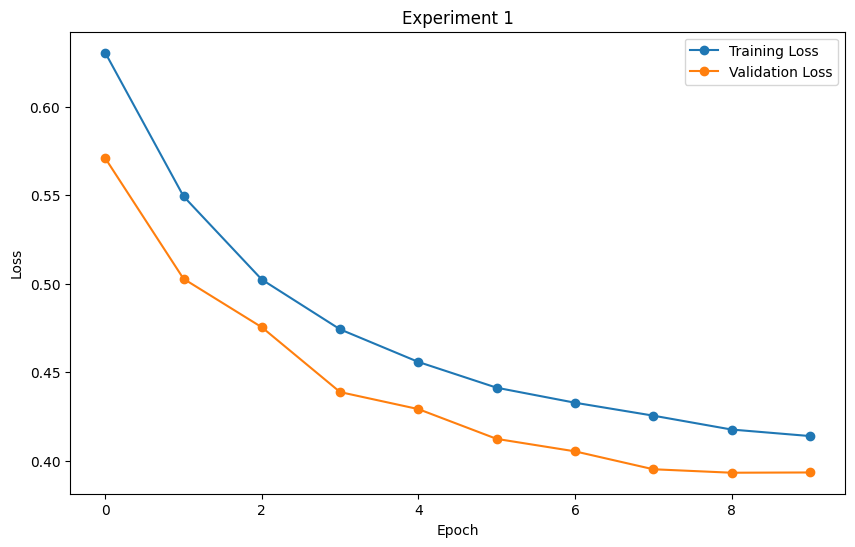 Experiment 1
Training Loss
Validation Loss
0.60
0.55
0.50
0.45
0.40
Loss
0 2 4 6 8
Epoch